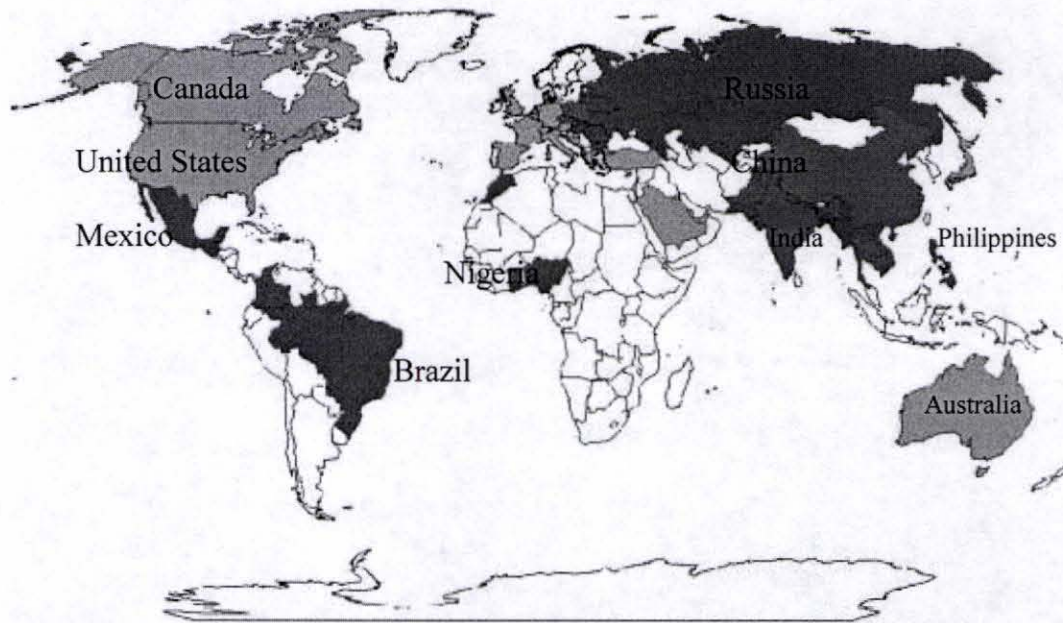 Canada
Russia
United States
China
Mexico
India
Philippines
Nigeria
Brazil
Australia